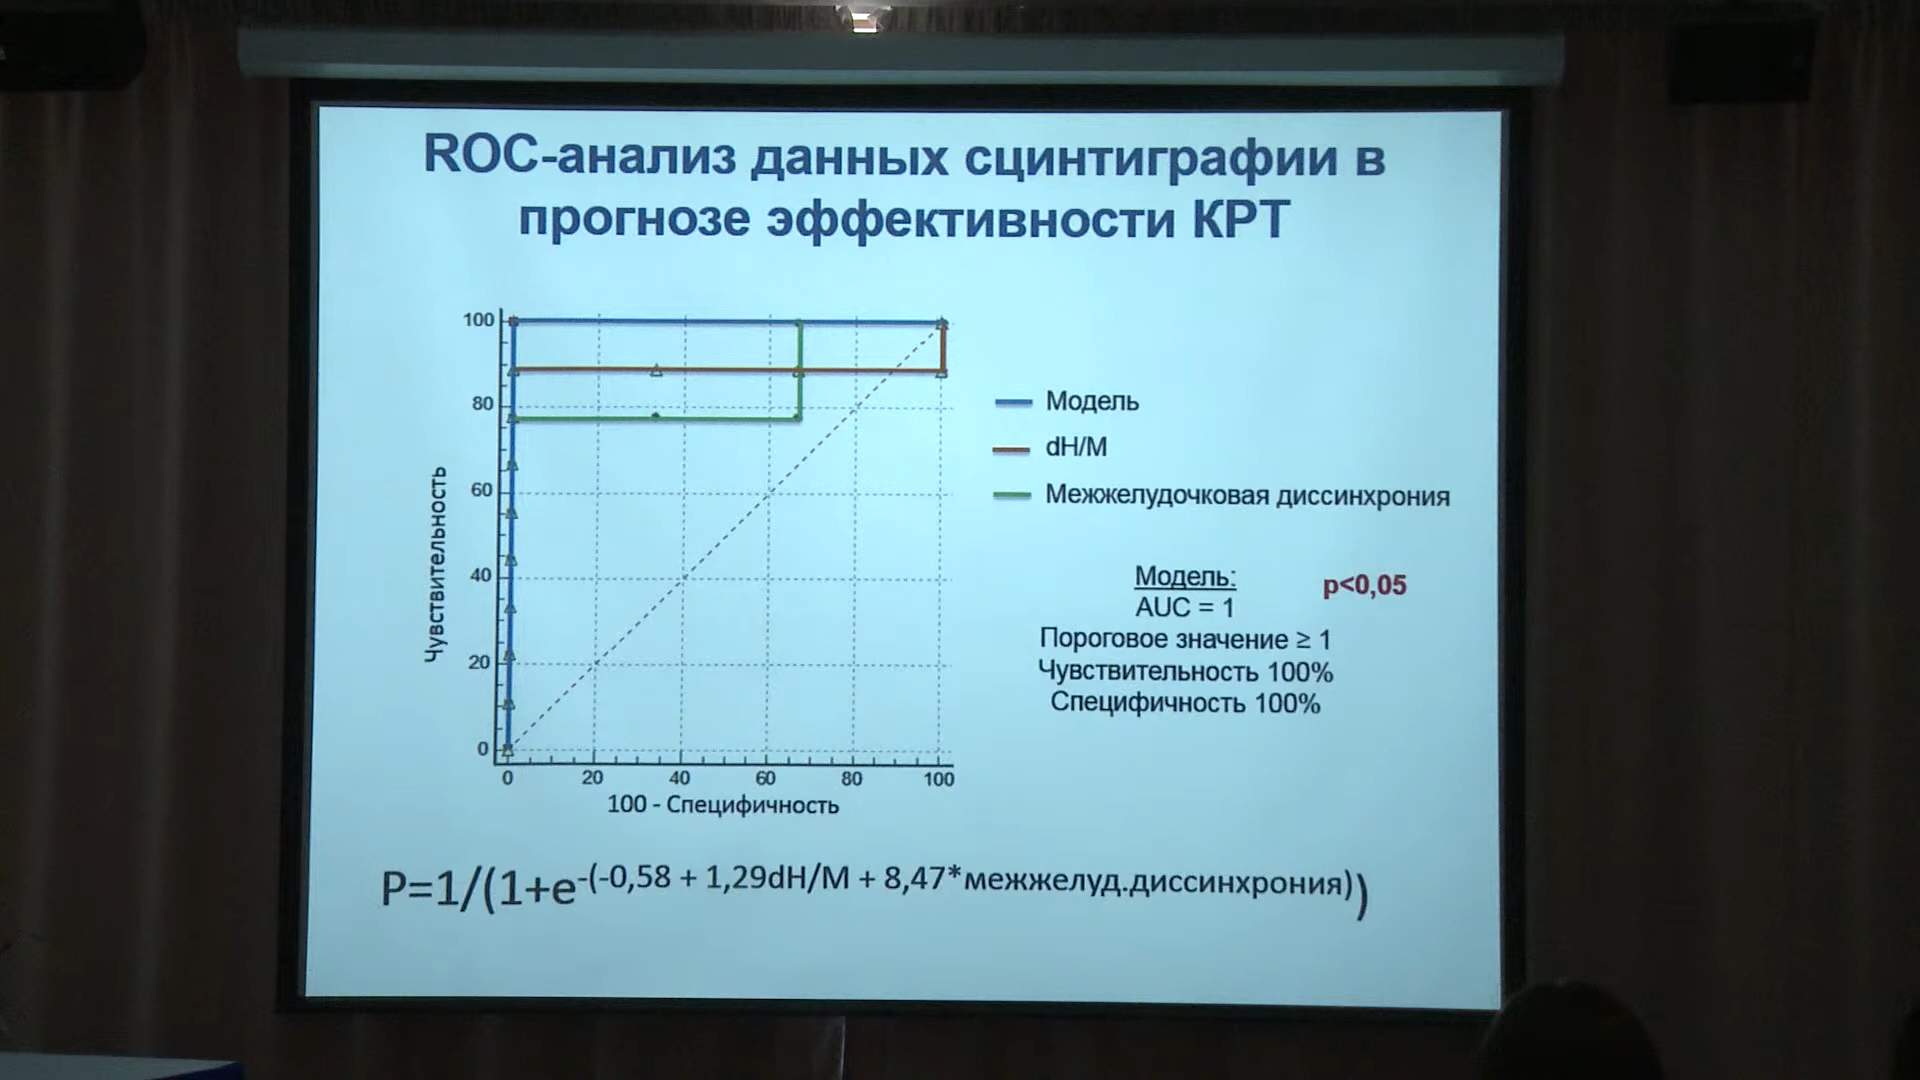 ROC-анализ данных сцинтиграфии в
прогнозе эффективности КРТ
100
80
60
40
20
0
Чувствительность
0 20 40 60 80 100
100 - Специфичность
Модель
dH/M
Межжелудочковая диссинхрония
Модель:
p<0,05
AUC = 1
Пороговое значение ≥ 1
Чувствительность 100%
Специфичность 100%
P=1/(1+e-(-0,58 + 1,29dH/M + 8,47*межжелуд.диссинхрония))